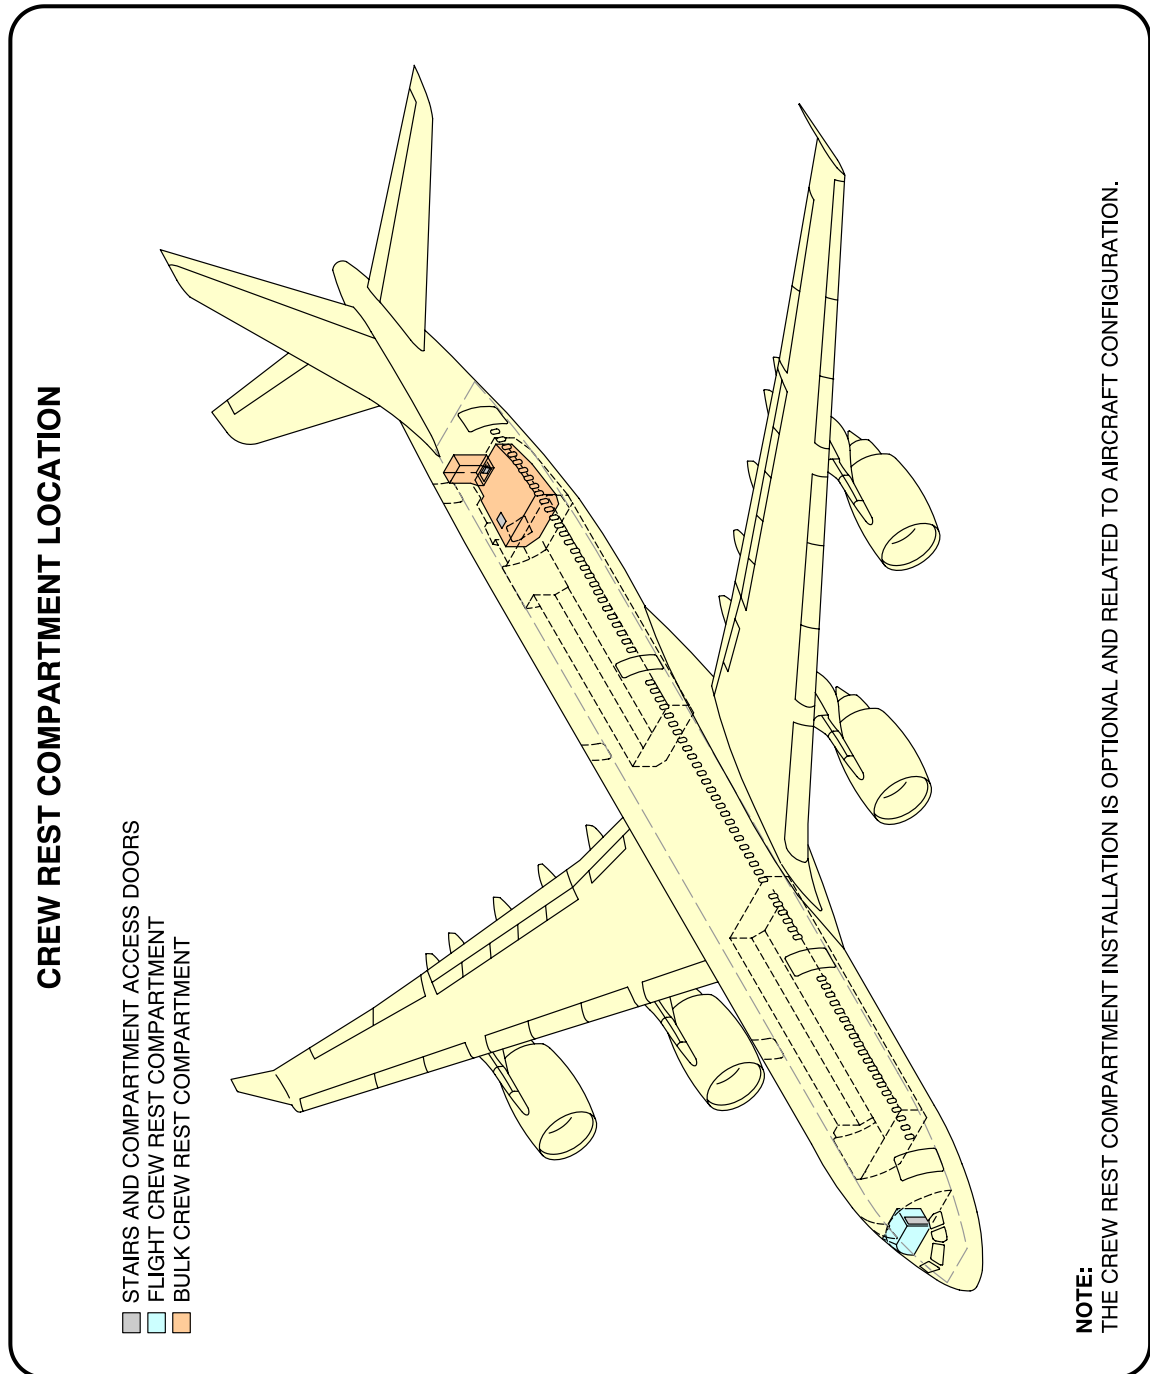 CREW REST COMPARTMENT LOCATION
STAIRS AND COMPARTMENT ACCESS DOORS
FLIGHT CREW REST COMPARTMENT
BULK CREW REST COMPARTMENT
NOTE:
THE CREW REST COMPARTMENT INSTALLATION IS OPTIONAL AND RELATED TO AIRCRAFT CONFIGURATION.